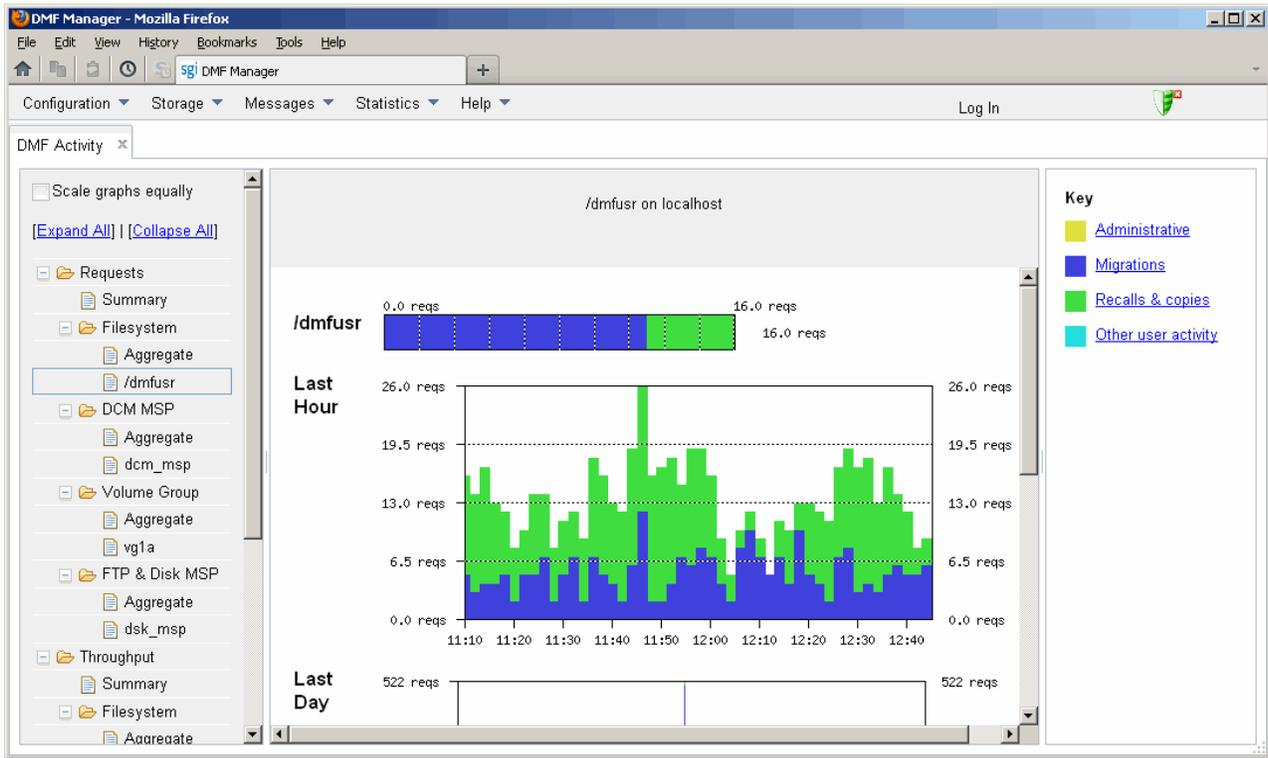 DMF Manager - Mozilla Firefox
File Edit View History Bookmarks Tools Help
sgi DMF Manager
Configuration Storage Messages Statistics Help Log In
DMF Activity
Scale graphs equally
[Expand All] | [Collapse All]
Requests
Summary
Filesystem
Aggregate
/dmfusr
DCM MSP
Aggregate
dcm_msp
Volume Group
Aggregate
vg1a
FTP & Disk MSP
Aggregate
dsk_msp
Throughput
Summary
Filesystem
Aggregate
/dmfusr on localhost
0.0 reqs 16.0 reqs
/dmfusr 16.0 reqs
Last Hour
26.0 reqs 26.0 reqs
19.5 reqs 19.5 reqs
13.0 reqs 13.0 reqs
6.5 reqs 6.5 reqs
0.0 reqs 0.0 reqs
11:10 11:20 11:30 11:40 11:50 12:00 12:10 12:20 12:30 12:40
Last Day
522 reqs 522 reqs
Key
Administrative
Migrations
Recalls & copies
Other user activity